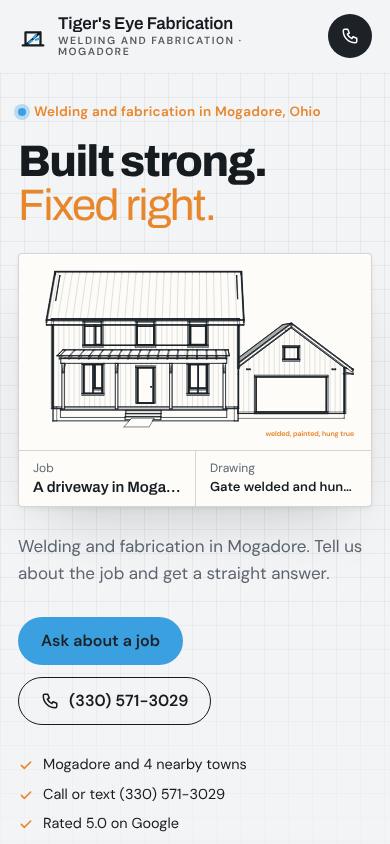 Tiger's Eye Fabrication
WELDING AND FABRICATION ·
MOGADORE
Welding and fabrication in Mogadore, Ohio
Built strong.
Fixed right.
welded, painted, hung true
Job
A driveway in Moga...
Drawing
Gate welded and hun...
Welding and fabrication in Mogadore. Tell us
about the job and get a straight answer.
Ask about a job
(330) 571-3029
Mogadore and 4 nearby towns
Call or text (330) 571-3029
Rated 5.0 on Google